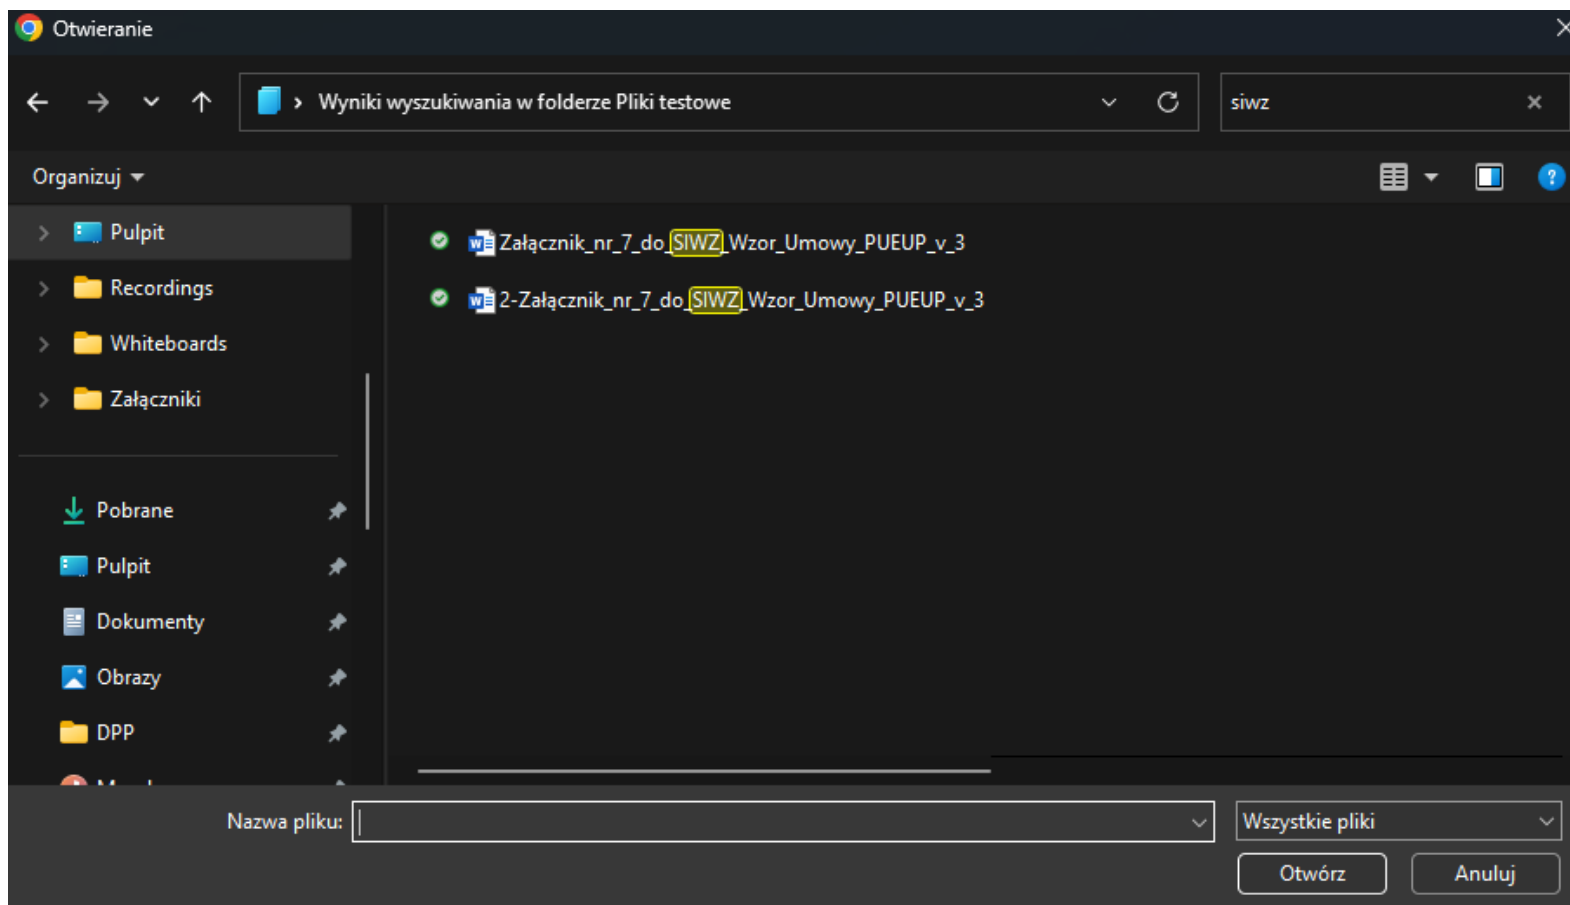 Otwieranie
Wyniki wyszukiwania w folderze Pliki testowe
siwz
Organizuj
Pulpit
Recordings
Whiteboards
Załączniki
Pobrane
Pulpit
Dokumenty
Obrazy
DPP
Załącznik_nr_7_do_SIWZ_Wzor_Umowy_PUEUP_v_3
2-Załącznik_nr_7_do_SIWZ_Wzor_Umowy_PUEUP_v_3
Nazwa pliku:
Wszystkie pliki
Otwórz
Anuluj